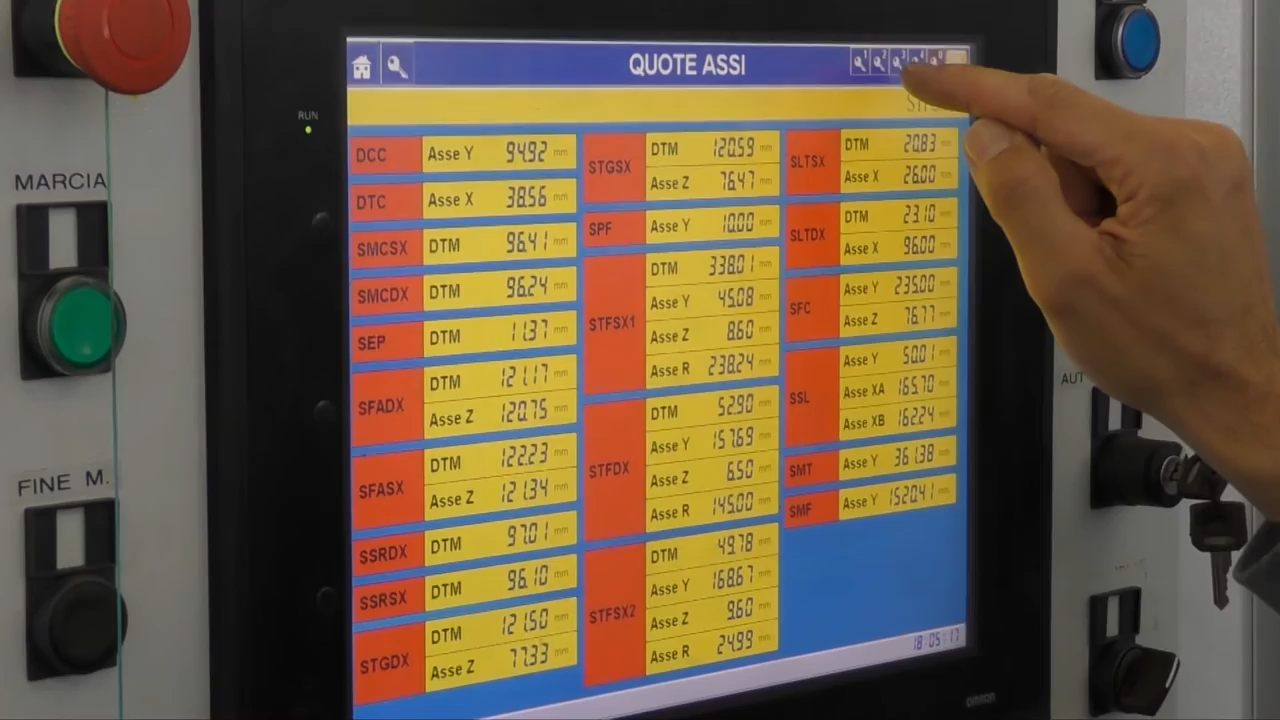 RUN
MARCIA
FINE M.
QUOTE ASSI
1 2 3
DCC Asse Y 94.92 mm
DTC Asse X 38.56 mm
SMCSX DTM 96.41 mm
SMCDX DTM 96.24 mm
SEP DTM 11.37 mm
SFADX DTM 121.17 mm
Asse Z 120.75 mm
SFASX DTM 122.23 mm
Asse Z 121.34 mm
SSRDX DTM 97.01 mm
SSRSX DTM 96.10 mm
STGDX DTM 121.50 mm
Asse Z 77.33 mm
STGSX DTM 120.59 mm
Asse Z 76.47 mm
SPF Asse Y 10.00 mm
STFSX1 DTM 338.01 mm
Asse Y 45.08 mm
Asse Z 8.60 mm
Asse R 238.24 mm
STFDX DTM 52.90 mm
Asse Y 157.69 mm
Asse Z 6.50 mm
Asse R 145.00 mm
STFSX2 DTM 49.78 mm
Asse Y 168.67 mm
Asse Z 9.60 mm
Asse R 24.99 mm
SLTSX DTM 20.83 mm
Asse X 26.00 mm
SLTDX DTM 23.10 mm
Asse X 96.00 mm
SFC Asse Y 235.00 mm
Asse Z 76.77 mm
SSL Asse Y 50.01 mm
Asse XA 165.70 mm
Asse XB 162.24 mm
SMT Asse Y 361.38 mm
SMF Asse Y 1520.41 mm
18:05:17
omron
AUT